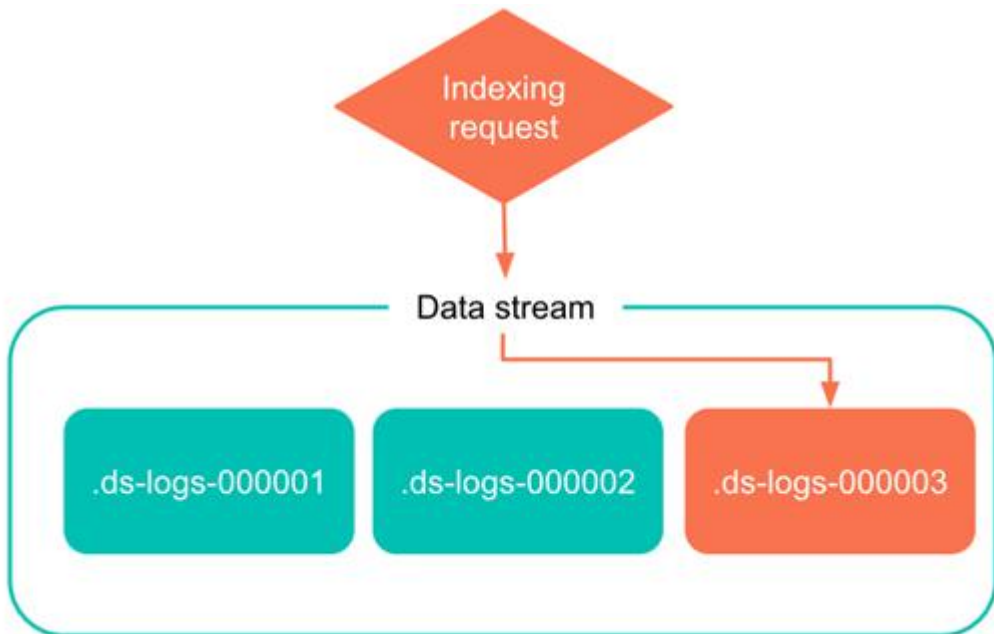 Indexing
request
Data stream
.ds-logs-000001
.ds-logs-000002
.ds-logs-000003